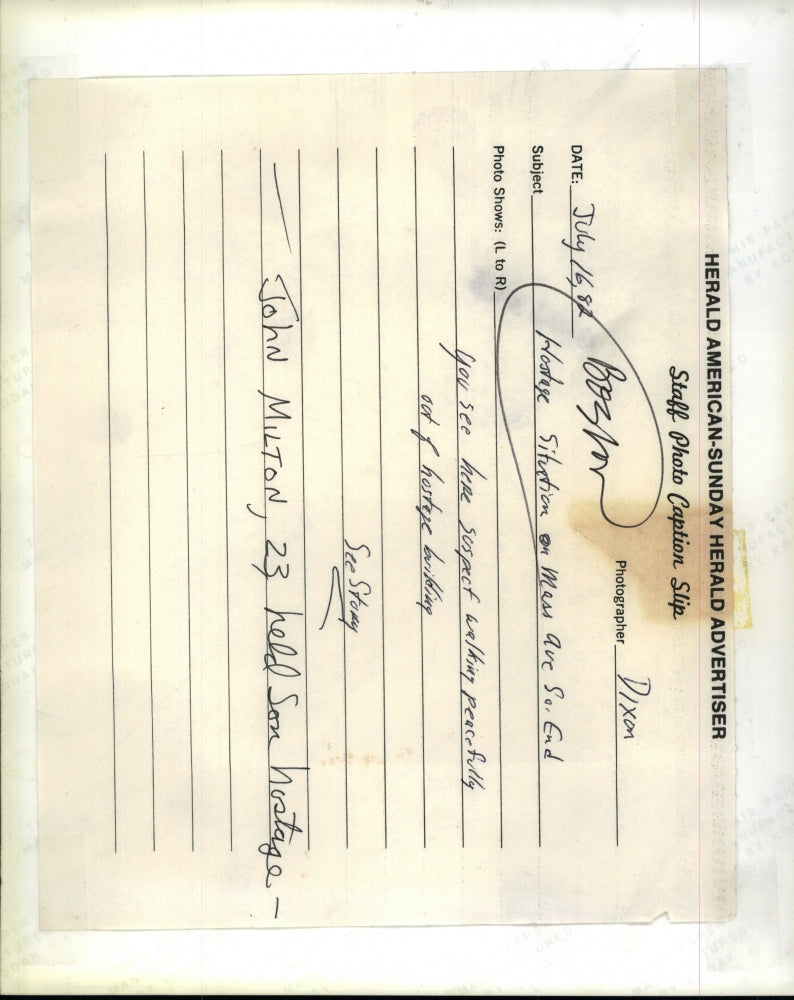 HERALD AMERICAN-SUNDAY HERALD ADVERTISER
Staff Photo Caption Slip
Photographer Dixon
DATE: July 16, 82 Boston
Subject Hostage Situation on Mass Ave So. End
Photo Shows: (L to R)
You see here suspect walking peacefully
out of hostage building
See Story
— JOHN MILTON, 23, held Son hostage —